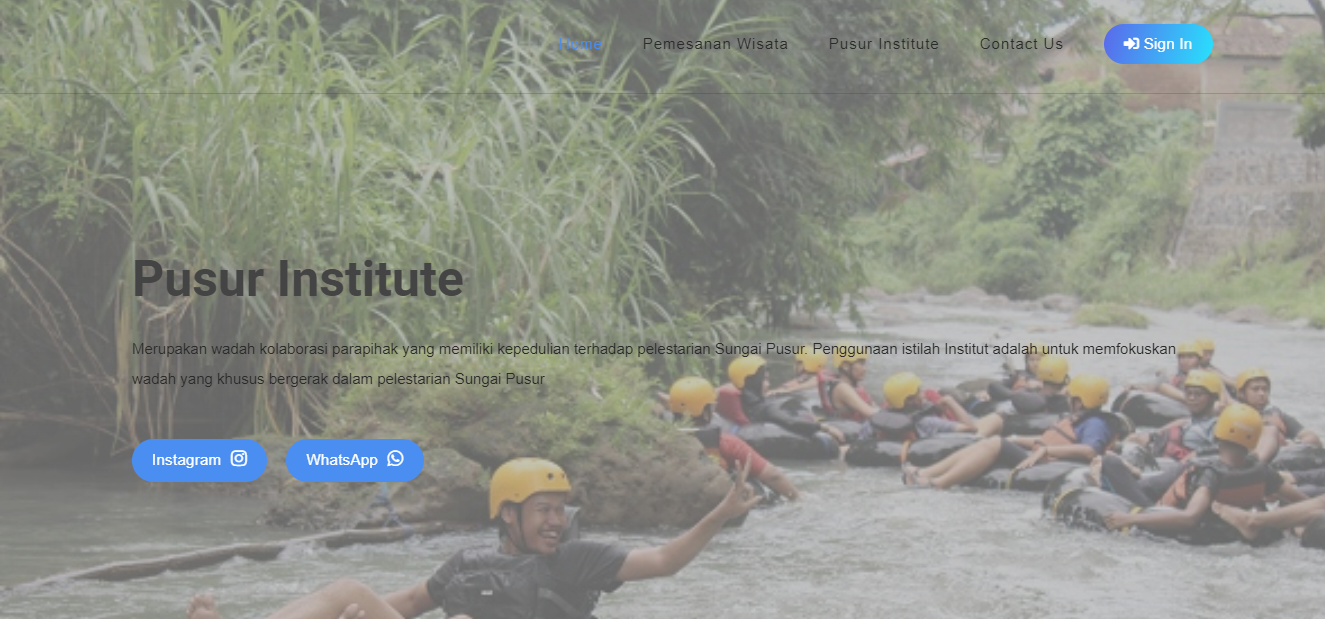 Home
Pemesanan Wisata
Pusur Institute
Contact Us
Sign In
Pusur Institute
Merupakan wadah kolaborasi parapihak yang memiliki kepedulian terhadap pelestarian Sungai Pusur. Penggunaan istilah Institut adalah untuk memfokuskan
wadah yang khusus bergerak dalam pelestarian Sungai Pusur
Instagram
WhatsApp